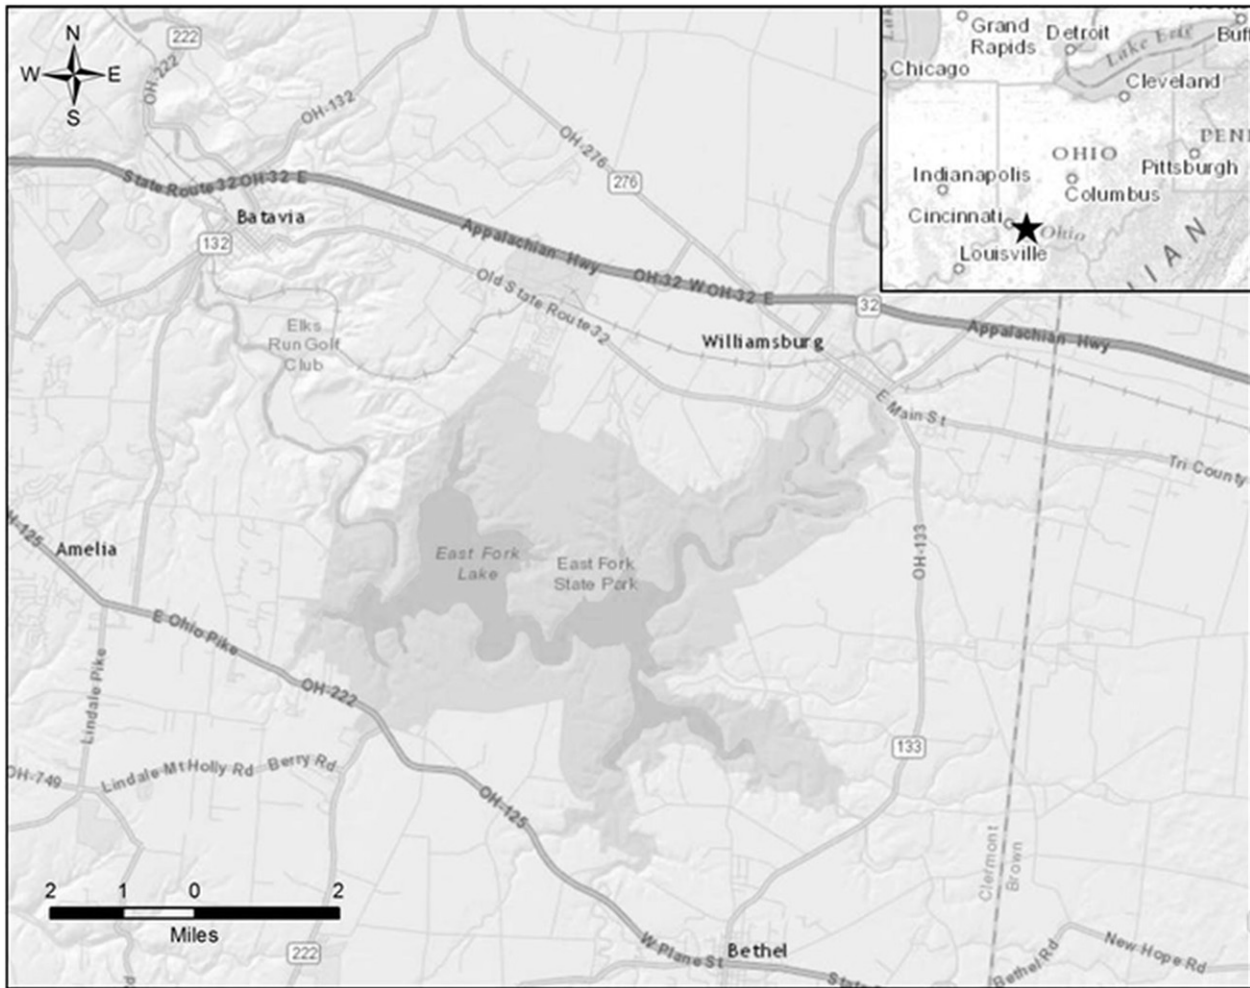 N
W E
S
222
OH-222
OH-132
OH-276
276
State Route 32 OH 32 E
Batavia
132
Appalachian Hwy
OH-32 W OH-32 E
Old State Route 32
32
Appalachian Hwy
Williamsburg
Elks
Run Golf
Club
E Main St
Tri County
H-125
Amelia
East Fork
Lake
East Fork
State Park
OH-133
E Ohio Pike
OH-222
Lindale Pike
133
OH-749
Lindale Mt Holly Rd
Berry Rd
OH-125
Clermont
Brown
2 1 0 2
Miles
222
W Plane St
Bethel
State
Bethel Rd
New Hope Rd
Grand
Rapids
Detroit
Lake Erie
Buff
Chicago
Cleveland
PENN
OHIO
Pittsburgh
Indianapolis
Columbus
Cincinnati
Ohio
Louisville
IAN